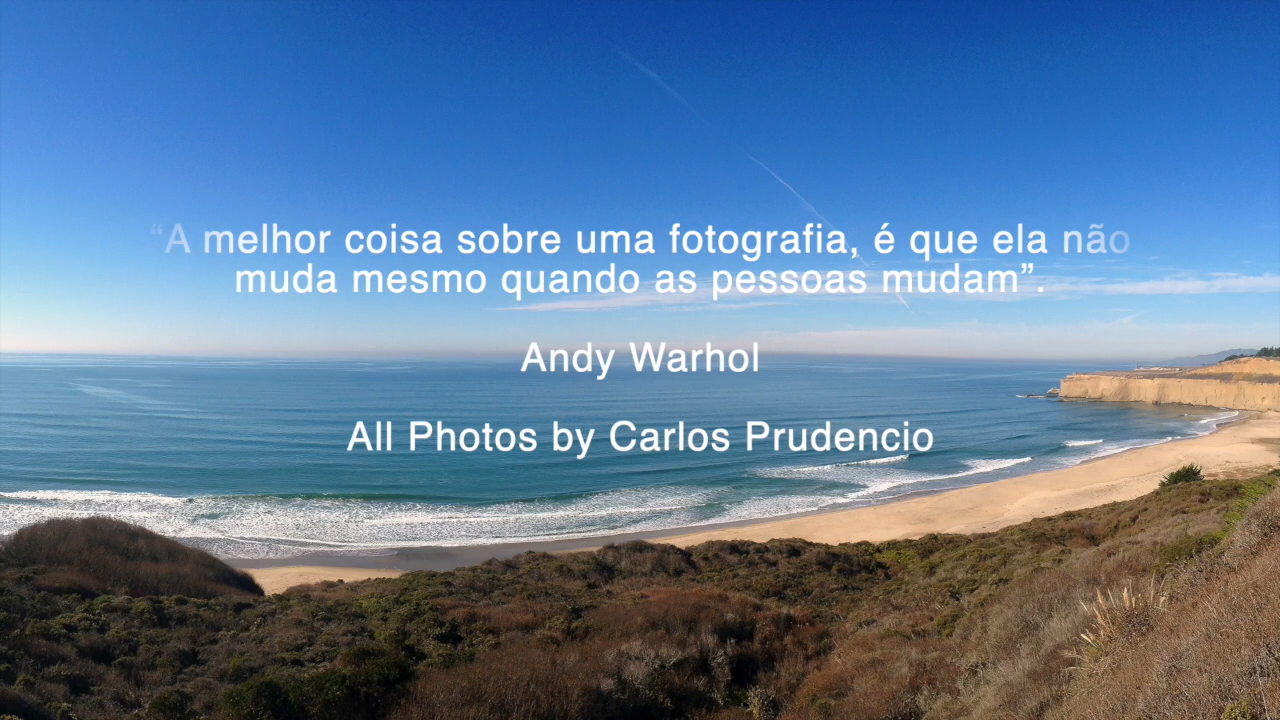 “A melhor coisa sobre uma fotografia, é que ela não
muda mesmo quando as pessoas mudam”.
Andy Warhol
All Photos by Carlos Prudencio